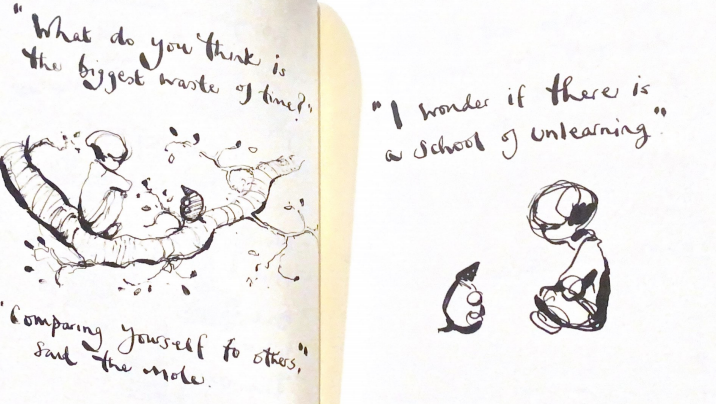 "What do you think is
the biggest waste of time?"
"Comparing yourself to others,"
said the mole.
"I wonder if there is
a school of unlearning".